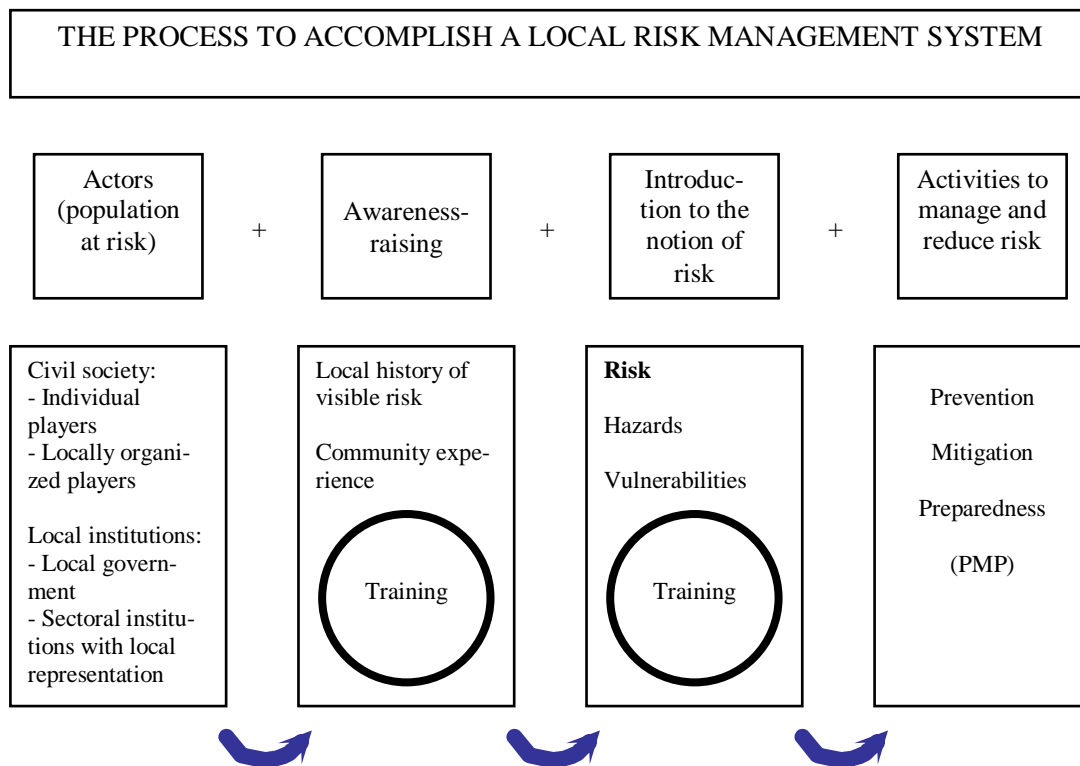 THE PROCESS TO ACCOMPLISH A LOCAL RISK MANAGEMENT SYSTEM
Actors
(population
at risk)
+
Awareness-
raising
+
Introduc-
tion to the
notion of
risk
+
Activities to
manage and
reduce risk
Civil society:
- Individual
players
- Locally organi-
zed players
Local institutions:
- Local govern-
ment
- Sectoral institu-
tions with local
representation
Local history of
visible risk
Community expe-
rience
Training
Risk
Hazards
Vulnerabilities
Training
Prevention
Mitigation
Preparedness
(PMP)